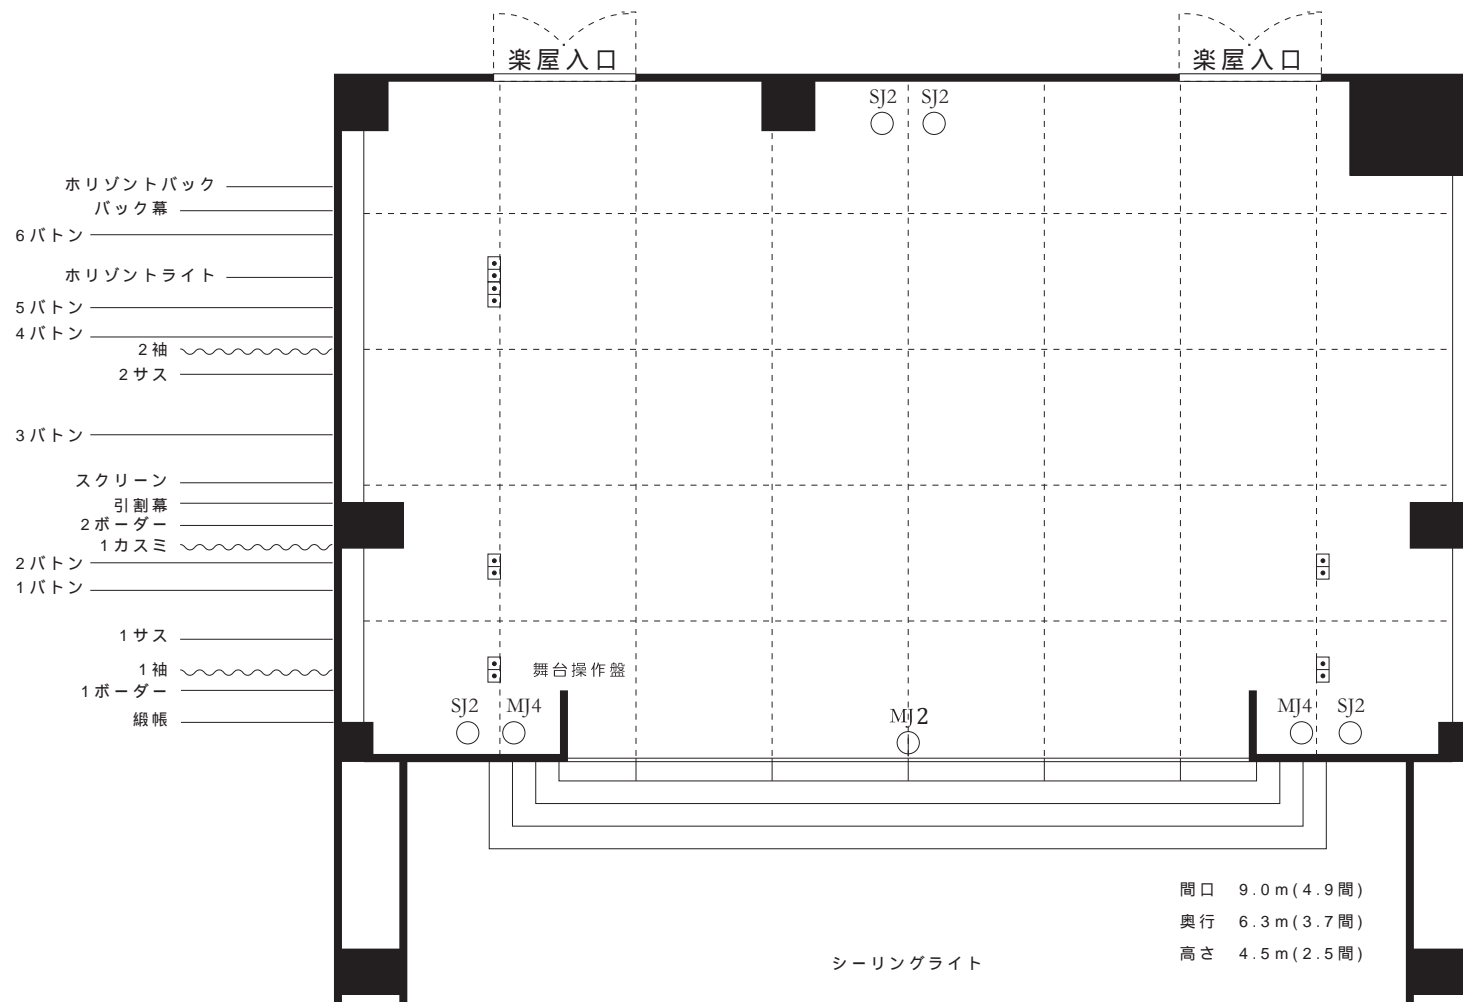 楽屋入口
楽屋入口
SJ2 SJ2
ホリゾントバック
バック幕
6バトン
ホリゾントライト
5バトン
4バトン
2袖
2サス
3バトン
スクリーン
引割幕
2ボーダー
1カスミ
2バトン
1バトン
1サス
1袖
舞台操作盤
1ボーダー
緞帳
SJ2 MJ4
MJ2
MJ4 SJ2
間口 9.0m(4.9間)
奥行 6.3m(3.7間)
高さ 4.5m(2.5間)
シーリングライト